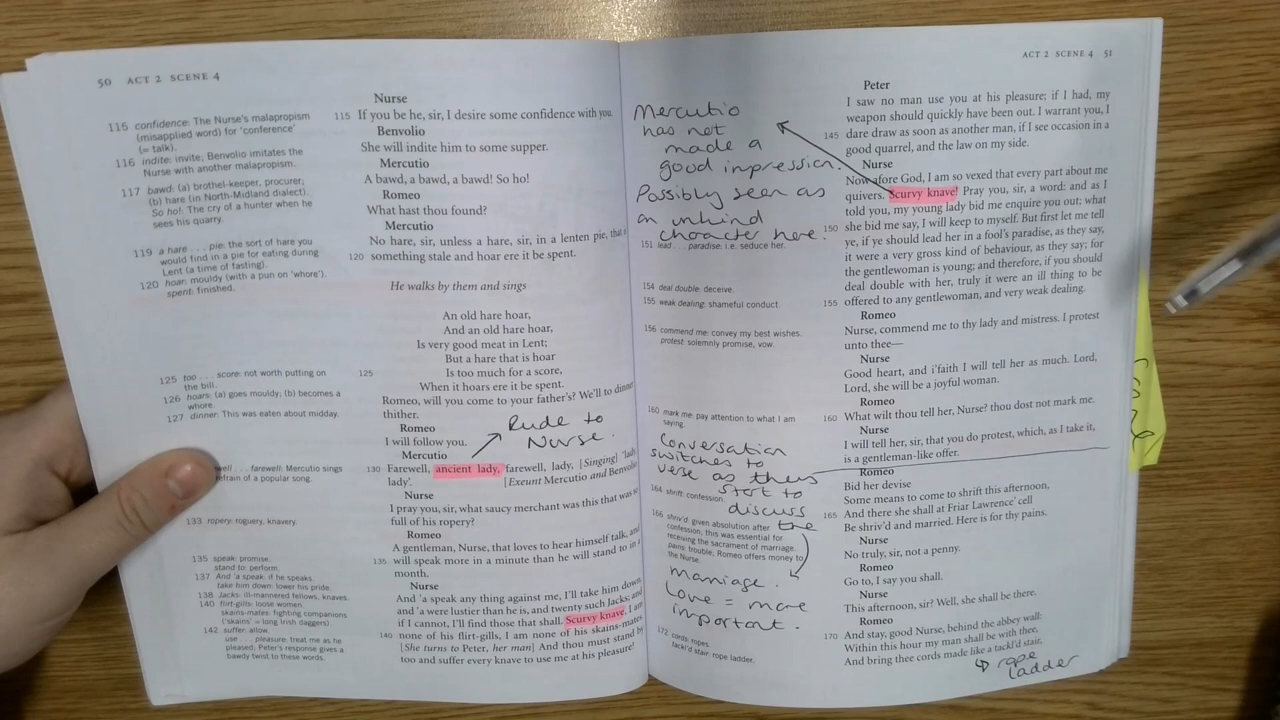 50 ACT 2 SCENE 4
Nurse
115 If you be he, sir, I desire some confidence with you.
Benvolio
She will indite him to some supper.
Mercutio
A bawd, a bawd, a bawd! So ho!
Romeo
What hast thou found?
Mercutio
No hare, sir, unless a hare, sir, in a lenten pie, that is
120 something stale and hoar ere it be spent.
He walks by them and sings
An old hare hoar,
And an old hare hoar,
Is very good meat in Lent;
But a hare that is hoar
125 Is too much for a score,
When it hoars ere it be spent.
Romeo, will you come to your father's? We'll to dinner
thither.
Romeo
I will follow you.
Mercutio
130 Farewell, ancient lady, farewell, lady, [Singing] 'lady,
lady'. [Exeunt Mercutio and Benvolio
Nurse
I pray you, sir, what saucy merchant was this that was so
full of his ropery?
Romeo
A gentleman, Nurse, that loves to hear himself talk, and
135 will speak more in a minute than he will stand to in a
month.
Nurse
And 'a speak any thing against me, I'll take him down,
and 'a were lustier than he is, and twenty such Jacks; and
if I cannot, I'll find those that shall. Scurvy knave, I am
140 none of his flirt-gills, I am none of his skains-mates.
[She turns to Peter, her man] And thou must stand by
too and suffer every knave to use me at his pleasure!
Rude to
Nurse.
115 confidence: The Nurse's malapropism
(misapplied word) for 'conference'
(= talk).
116 indite: invite; Benvolio imitates the
Nurse with another malapropism.
117 bawd: (a) brothel-keeper, procurer;
(b) hare (in North-Midland dialect).
So ho!: The cry of a hunter when he
sees his quarry.
119 a hare . . . pie: the sort of hare you
would find in a pie for eating during
Lent (a time of fasting).
120 hoar: mouldy (with a pun on 'whore').
spent: finished.
125 too . . . score: not worth putting on
the bill.
126 hoars: (a) goes mouldy; (b) becomes a
whore.
127 dinner: This was eaten about midday.
well . . . farewell: Mercutio sings
refrain of a popular song.
133 ropery: roguery, knavery.
135 speak: promise.
stand to: perform.
137 And 'a speak: if he speaks.
take him down: lower his pride.
138 Jacks: ill-mannered fellows, knaves.
140 flirt-gills: loose women.
skains-mates: fighting companions
('skains' = long Irish daggers).
142 suffer: allow.
use . . . pleasure: treat me as he
pleased; Peter's response gives a
bawdy twist to these words.
ACT 2 SCENE 4 51
Peter
I saw no man use you at his pleasure; if I had, my
weapon should quickly have been out. I warrant you, I
145 dare draw as soon as another man, if I see occasion in a
good quarrel, and the law on my side.
Nurse
Now afore God, I am so vexed that every part about me
quivers. Scurvy knave! Pray you, sir, a word: and as I
told you, my young lady bid me enquire you out; what
150 she bid me say, I will keep to myself. But first let me tell
ye, if ye should lead her in a fool's paradise, as they say,
it were a very gross kind of behaviour, as they say; for
the gentlewoman is young; and therefore, if you should
deal double with her, truly it were an ill thing to be
155 offered to any gentlewoman, and very weak dealing.
Romeo
Nurse, commend me to thy lady and mistress. I protest
unto thee—
Nurse
Good heart, and i'faith I will tell her as much. Lord,
Lord, she will be a joyful woman.
Romeo
160 What wilt thou tell her, Nurse? thou dost not mark me.
Nurse
I will tell her, sir, that you do protest, which, as I take it,
is a gentleman-like offer.
Romeo
Bid her devise
Some means to come to shrift this afternoon,
165 And there she shall at Friar Lawrence' cell
Be shriv'd and married. Here is for thy pains.
Nurse
No truly, sir, not a penny.
Romeo
Go to, I say you shall.
Nurse
This afternoon, sir? Well, she shall be there.
Romeo
170 And stay, good Nurse, behind the abbey wall:
Within this hour my man shall be with thee,
And bring thee cords made like a tackl'd stair,
rope
ladder
Mercutio
has not
made a
good inpression.
Possibly seen as
an unkind
character here.
151 lead . . . paradise: i.e. seduce her.
154 deal double: deceive.
155 weak dealing: shameful conduct.
156 commend me: convey my best wishes.
protest: solemnly promise, vow.
160 mark me: pay attention to what I am
saying.
Conversation
switches to
verse as they
start to
discuss
the
marriage.
Love = more
important.
164 shrift: confession.
166 shriv'd: given absolution after
confession; this was essential for
receiving the sacrament of marriage.
pains: trouble; Romeo offers money to
the Nurse.
172 cords: ropes.
tackl'd stair: rope ladder.